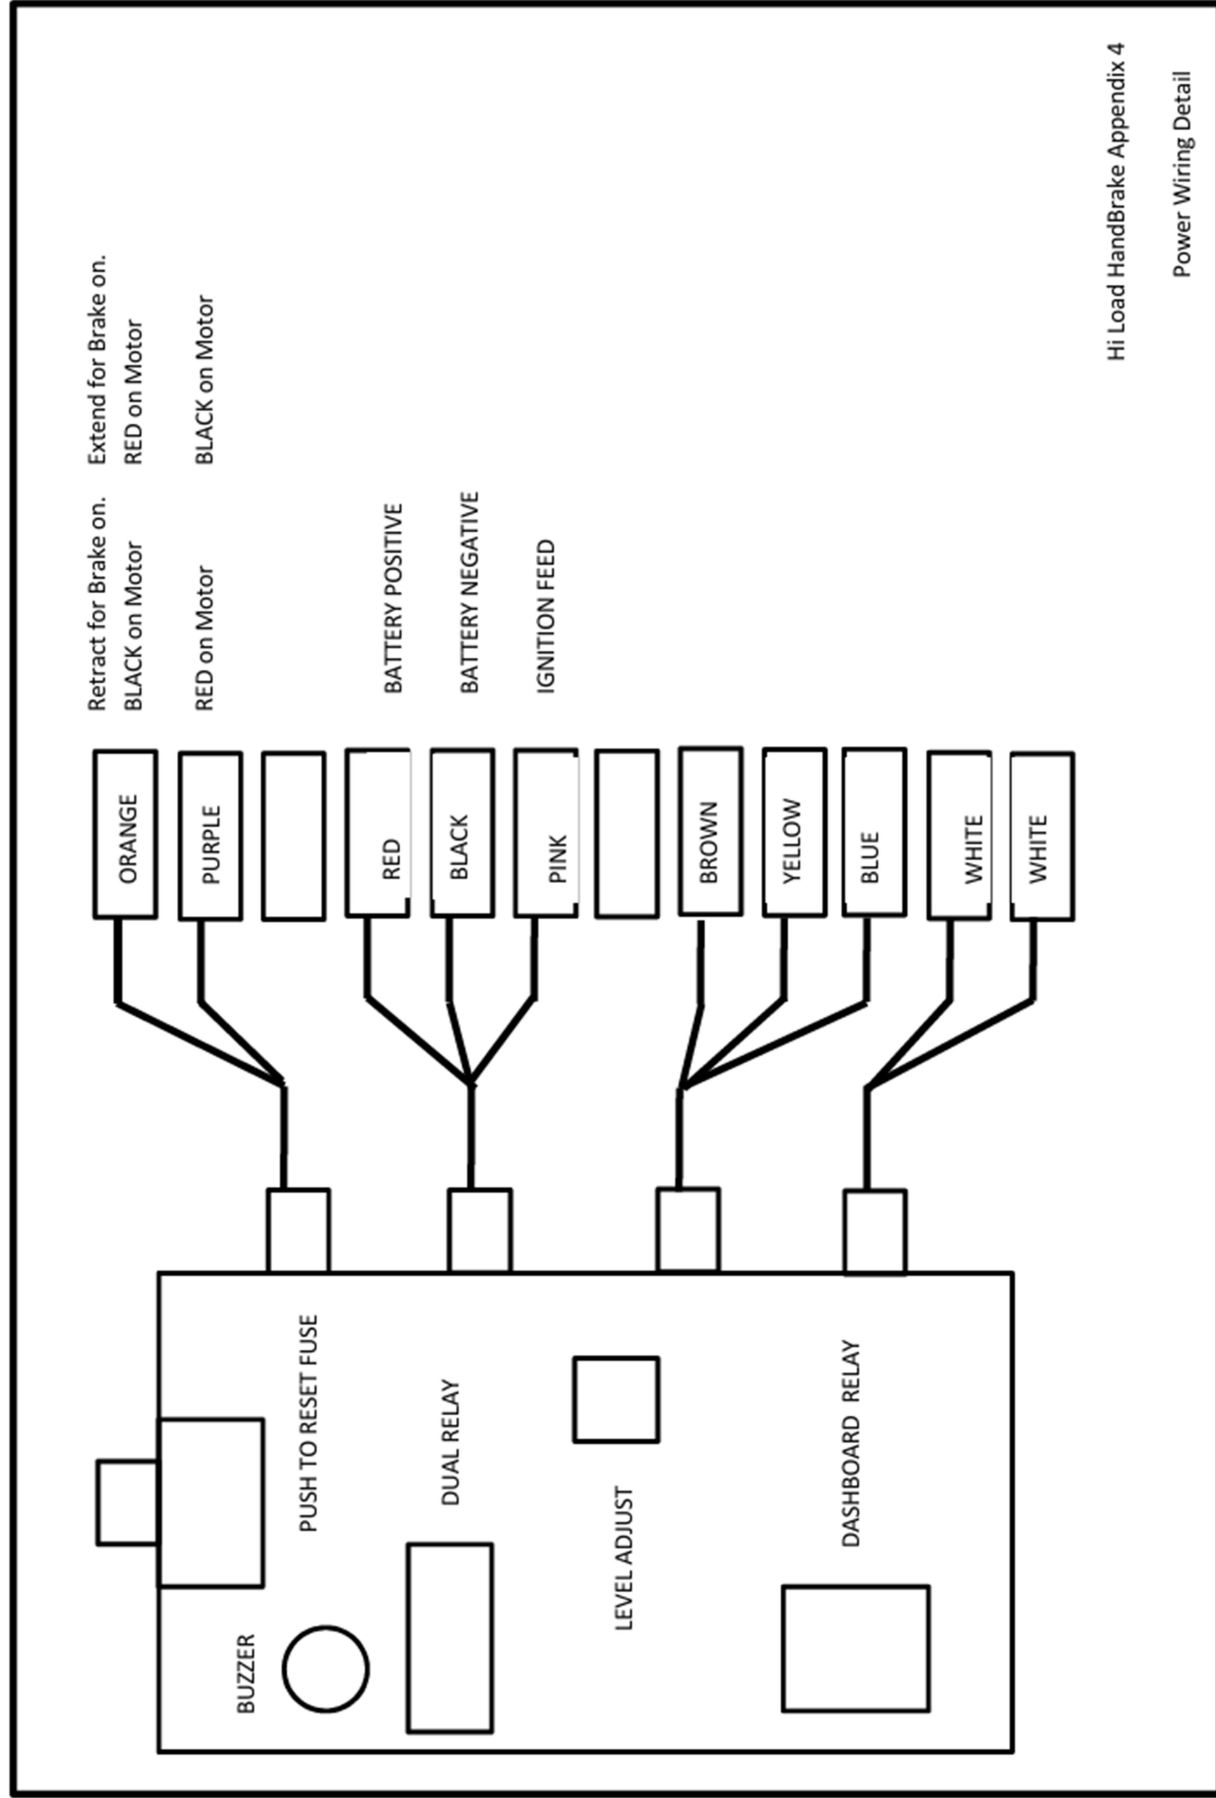 BUZZER
PUSH TO RESET FUSE
DUAL RELAY
LEVEL ADJUST
DASHBOARD RELAY
ORANGE
PURPLE
RED
BLACK
PINK
BROWN
YELLOW
BLUE
WHITE
WHITE
Retract for Brake on.
BLACK on Motor
RED on Motor
Extend for Brake on.
RED on Motor
BLACK on Motor
BATTERY POSITIVE
BATTERY NEGATIVE
IGNITION FEED
Hi Load HandBrake Appendix 4
Power Wiring Detail